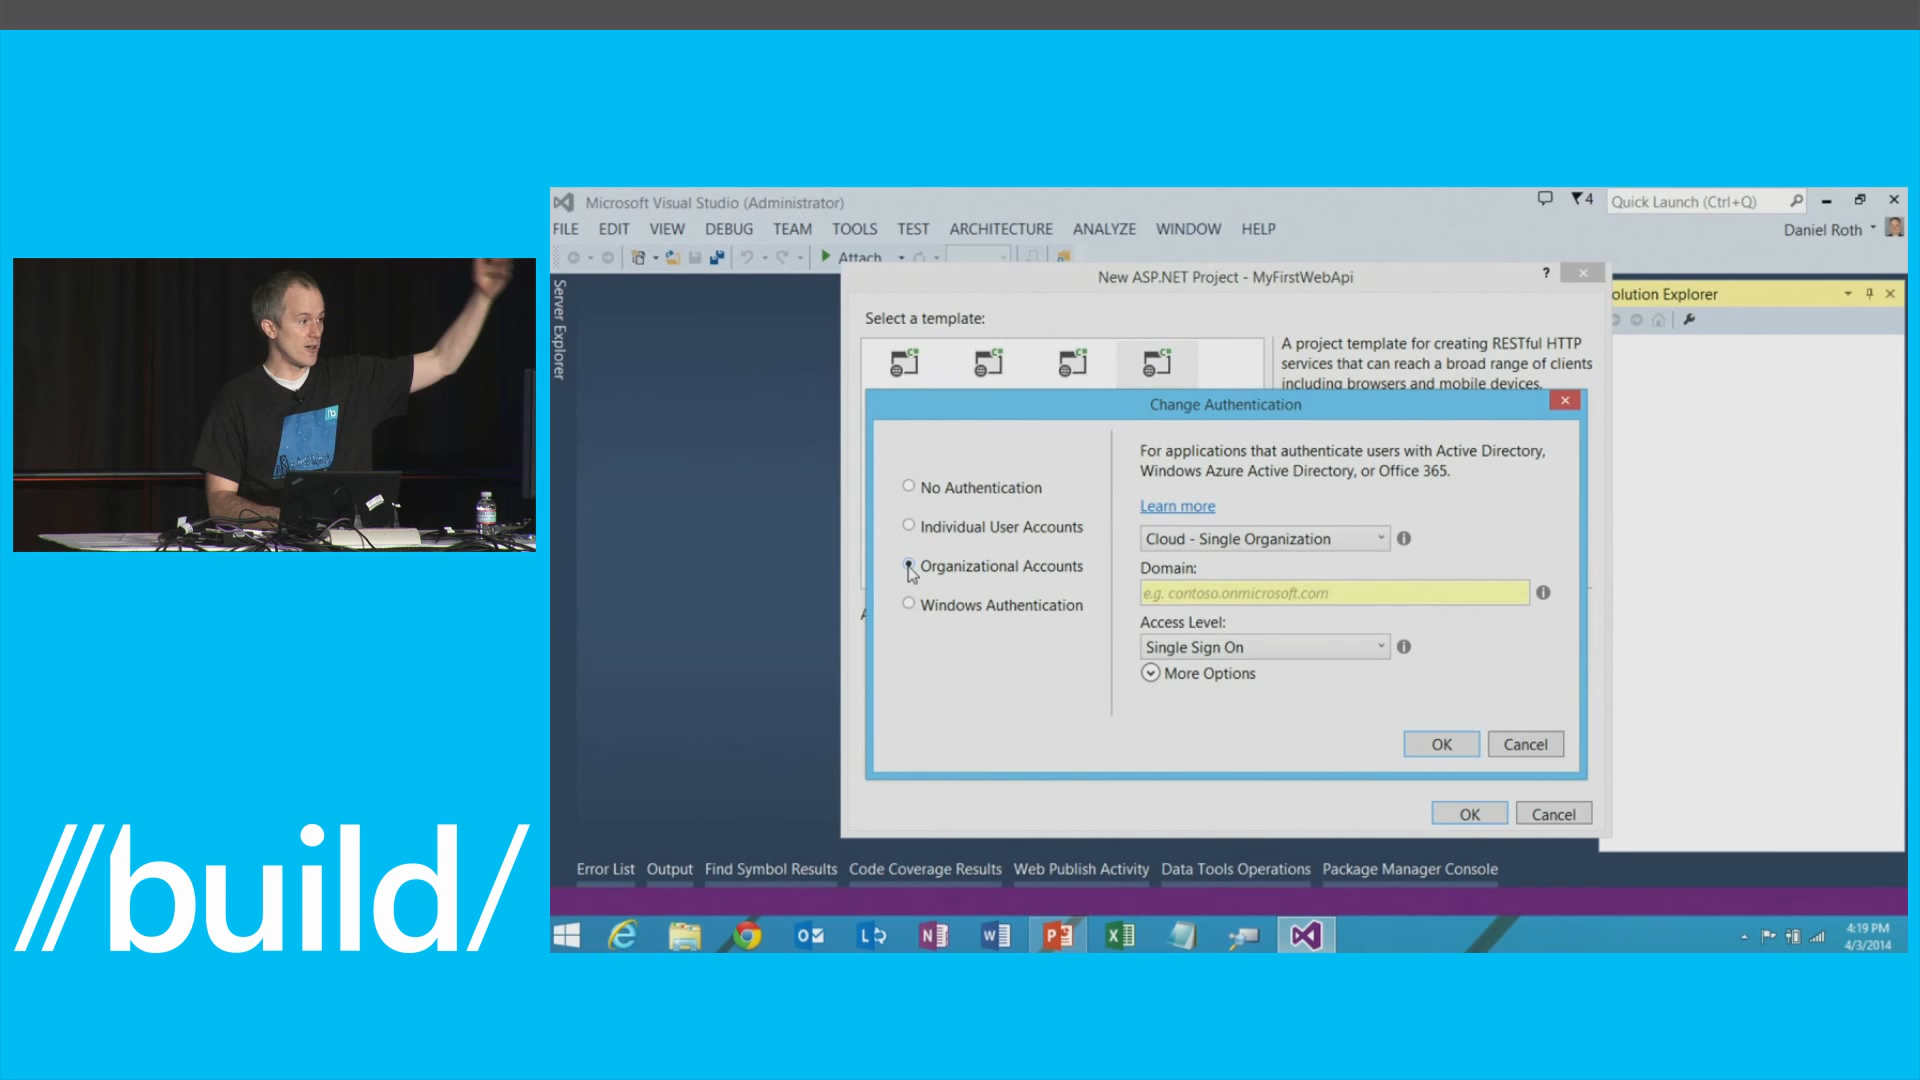 Microsoft Visual Studio (Administrator)
4
Quick Launch (Ctrl+Q)
FILE EDIT VIEW DEBUG TEAM TOOLS TEST ARCHITECTURE ANALYZE WINDOW HELP
Daniel Roth
Attach
Server Explorer
New ASP.NET Project - MyFirstWebApi
?
olution Explorer
Select a template:
A project template for creating RESTful HTTP
services that can reach a broad range of clients
including browsers and mobile devices.
Change Authentication
No Authentication
Individual User Accounts
Organizational Accounts
Windows Authentication
For applications that authenticate users with Active Directory,
Windows Azure Active Directory, or Office 365.
Learn more
Cloud - Single Organization
Domain:
e.g. contoso.onmicrosoft.com
Access Level:
Single Sign On
More Options
OK Cancel
OK Cancel
Error List Output Find Symbol Results Code Coverage Results Web Publish Activity Data Tools Operations Package Manager Console
4:19 PM
4/3/2014
//build/